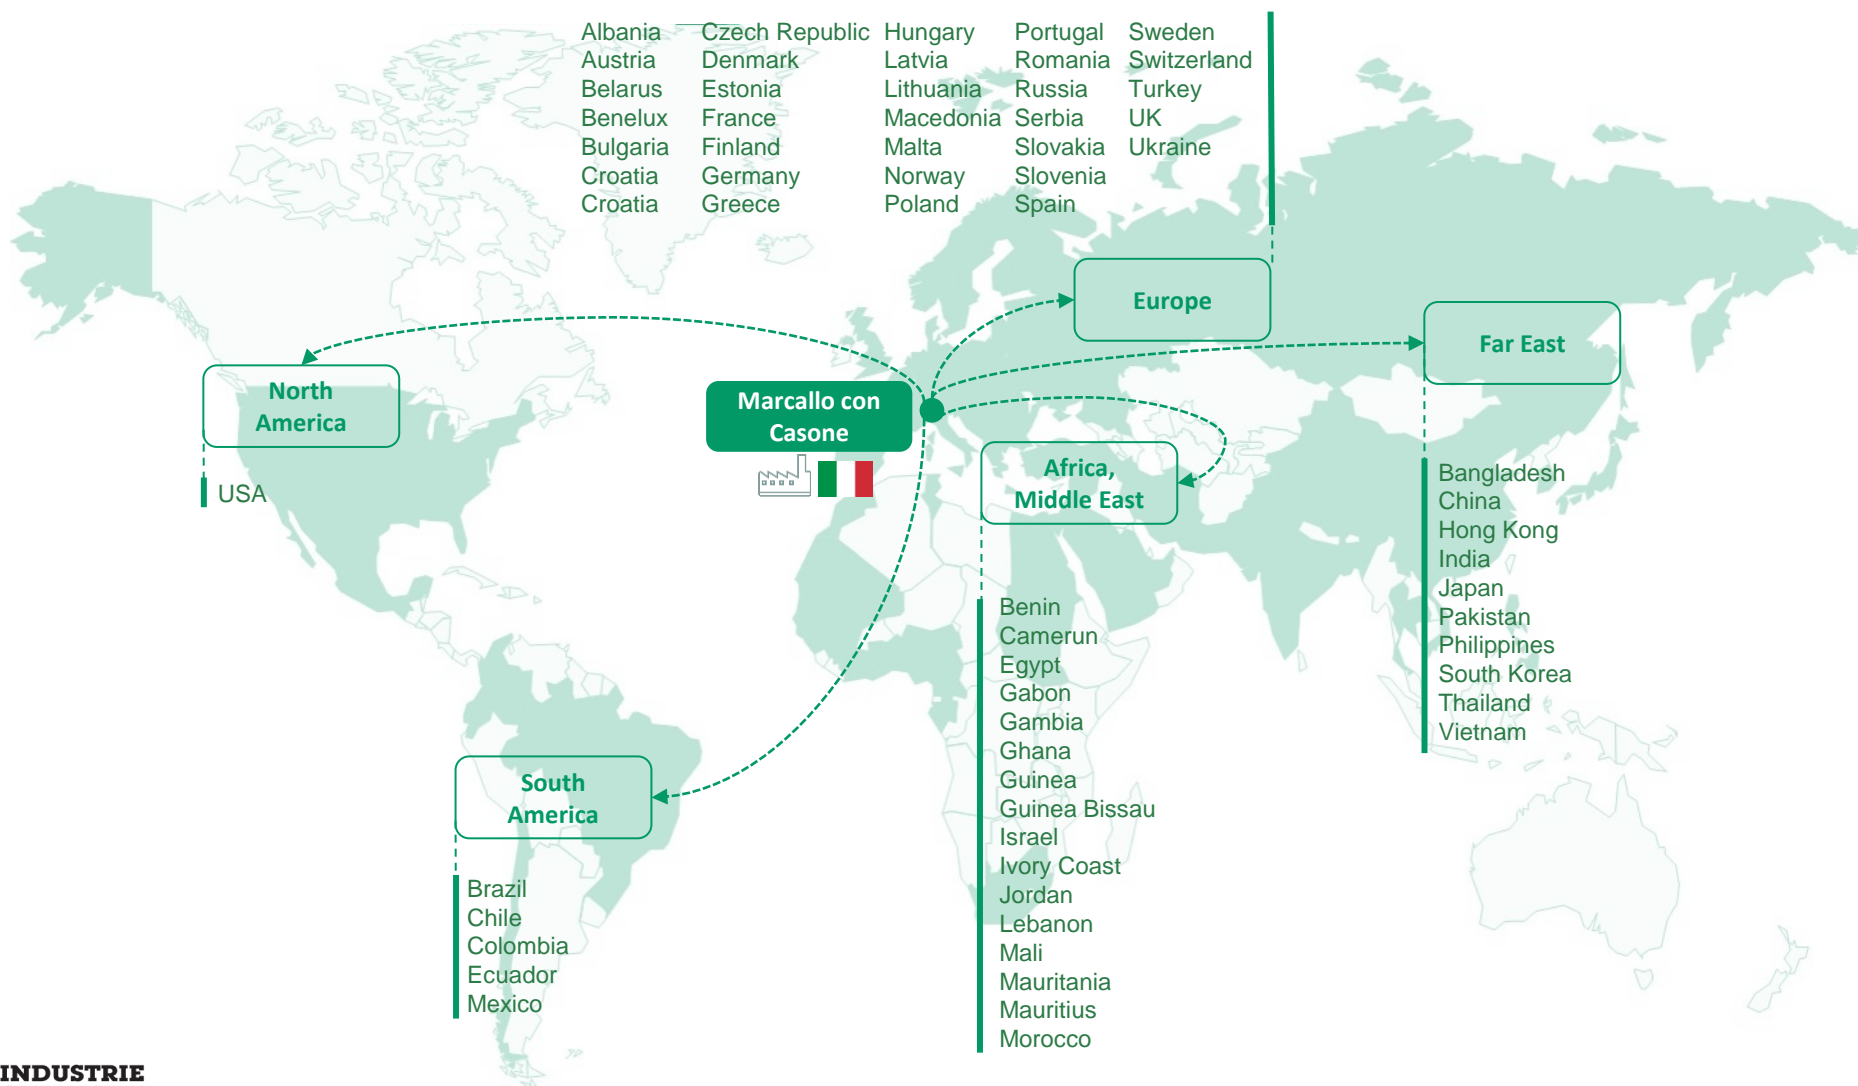 Albania
Austria
Belarus
Benelux
Bulgaria
Croatia
Croatia
Czech Republic
Denmark
Estonia
France
Finland
Germany
Greece
Hungary
Latvia
Lithuania
Macedonia
Malta
Norway
Poland
Portugal
Romania
Russia
Serbia
Slovakia
Slovenia
Spain
Sweden
Switzerland
Turkey
UK
Ukraine
Europe
Far East
North
America
Marcallo con
Casone
Africa,
Middle East
USA
Bangladesh
China
Hong Kong
India
Japan
Pakistan
Philippines
South Korea
Thailand
Vietnam
Benin
Camerun
Egypt
Gabon
Gambia
Ghana
Guinea
Guinea Bissau
Israel
Ivory Coast
Jordan
Lebanon
Mali
Mauritania
Mauritius
Morocco
South
America
Brazil
Chile
Colombia
Ecuador
Mexico
INDUSTRIE